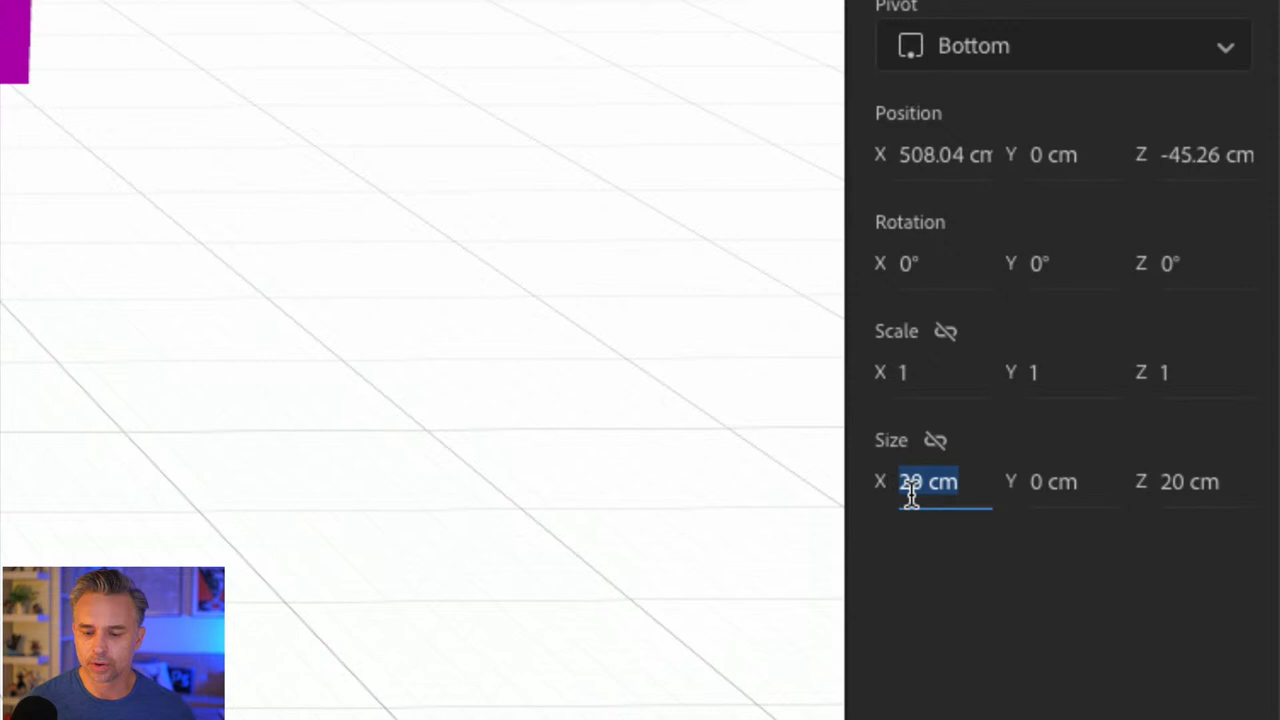 Pivot
Bottom
Position
X 508.04 cm Y 0 cm Z -45.26 cm
Rotation
X 0° Y 0° Z 0°
Scale
X 1 Y 1 Z 1
Size
X 20 cm Y 0 cm Z 20 cm